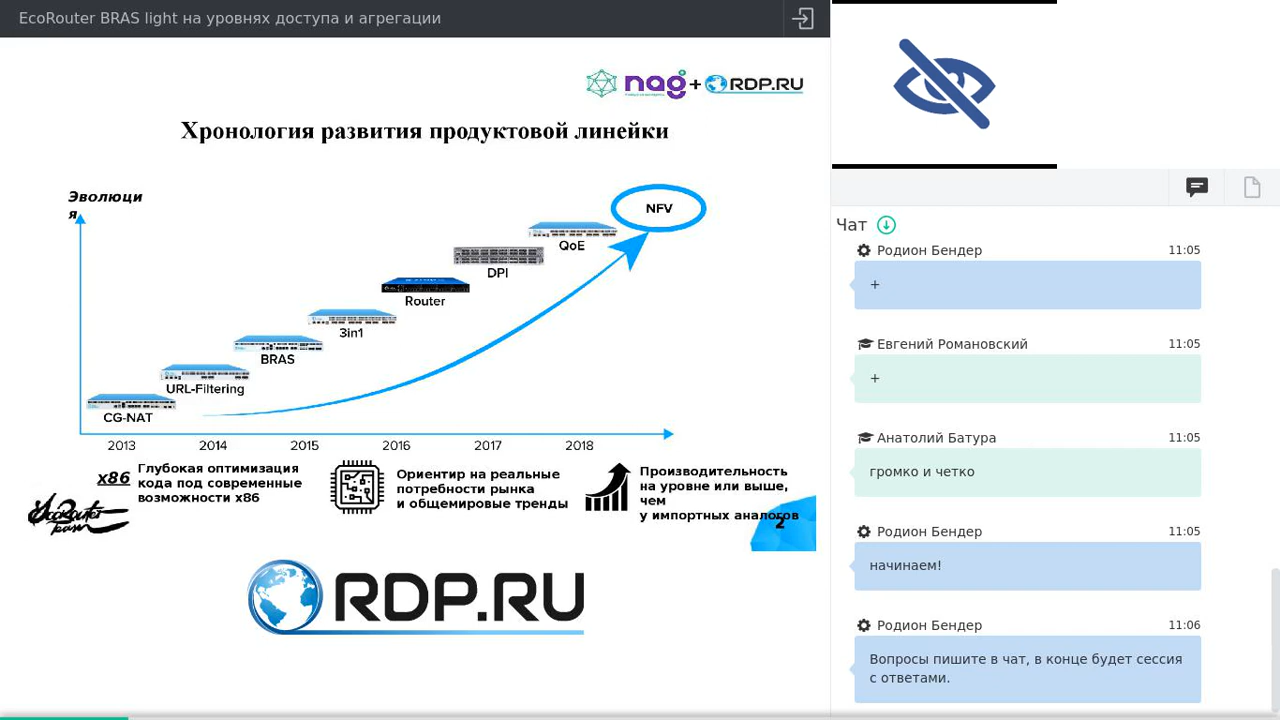 EcoRouter BRAS light на уровнях доступа и агрегации
nag + RDP.RU
Хронология развития продуктовой линейки
Эволюци
я
NFV
QoE
DPI
Router
3in1
BRAS
URL-Filtering
CG-NAT
2013 2014 2015 2016 2017 2018
x86
Глубокая оптимизация
кода под современные
возможности x86
Ориентир на реальные
потребности рынка
и общемировые тренды
Производительность
на уровне или выше,
чем
у импортных аналогов
2
EcoRouter
team
RDP.RU
Чат
Родион Бендер 11:05
+
Евгений Романовский 11:05
+
Анатолий Батура 11:05
громко и четко
Родион Бендер 11:05
начинаем!
Родион Бендер 11:06
Вопросы пишите в чат, в конце будет сессия
с ответами.